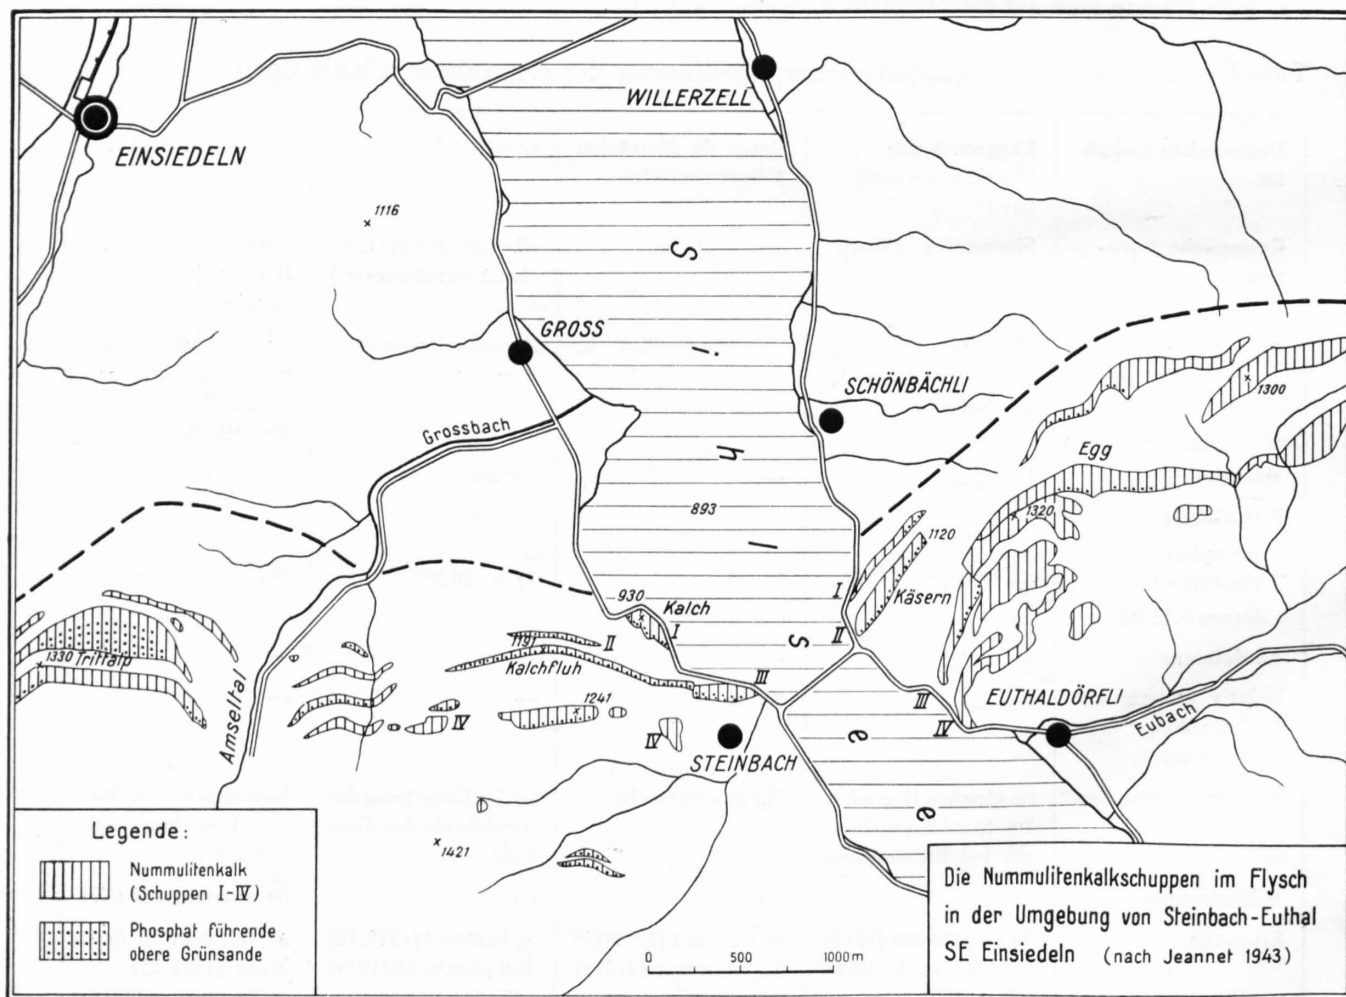 WILLERZELL
EINSIEDELN
1116
S
i
h
l
s
e
e
GROSS
SCHÖNBÄCHLI
1300
Grossbach
Egg
893
1320
1120
I
Käsern
II
930
Kalch
I
1191
II
Kalchfluh
1330 Trittalp
III
III
EUTHALDÖRFLI
1241
IV
IV
IV
Amseltal
Eubach
STEINBACH
1421
Legende:
Nummulitenkalk
(Schuppen I-IV)
Phosphat führende
obere Grünsande
0 500 1000 m
Die Nummulitenkalkschuppen im Flysch
in der Umgebung von Steinbach-Euthal
SE Einsiedeln (nach Jeannet 1943)